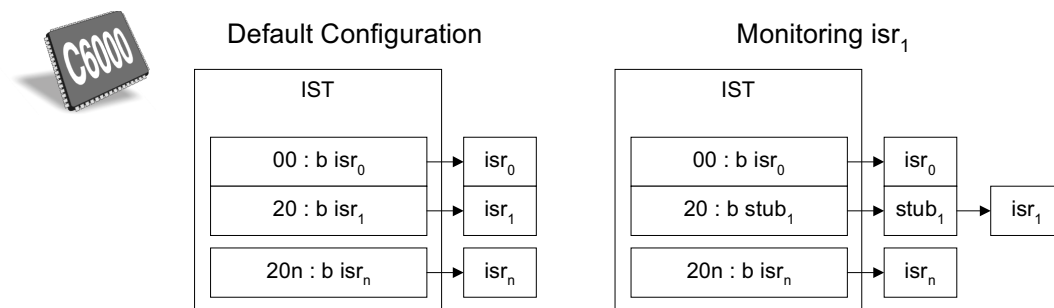 C6000
Default Configuration
Monitoring isr₁
IST
00 : b isr₀
isr₀
20 : b isr₁
isr₁
20n : b isrₙ
isrₙ
IST
00 : b isr₀
isr₀
20 : b stub₁
stub₁
isr₁
20n : b isrₙ
isrₙ